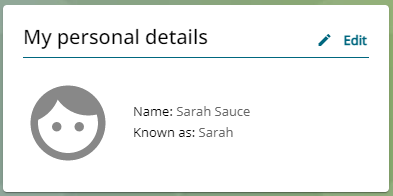 My personal details
Edit
Name: Sarah Sauce
Known as: Sarah